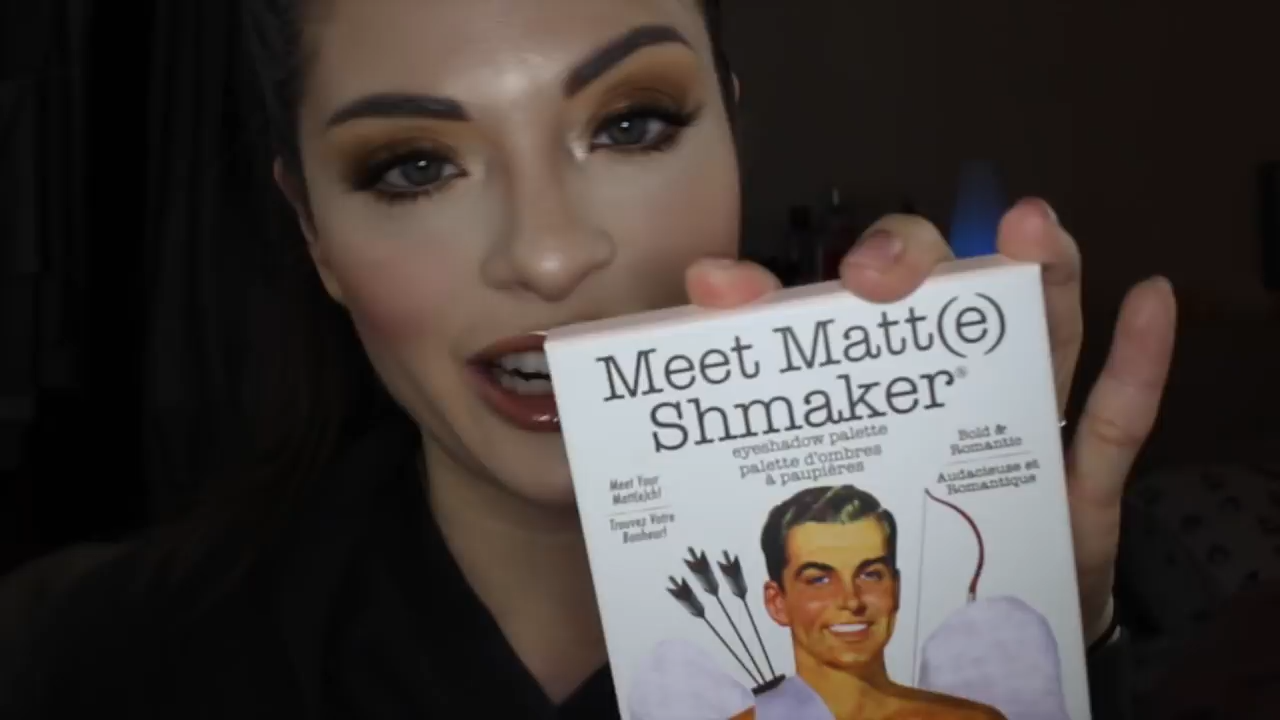 Meet Matt(e)
Shmaker®
eyeshadow palette
palette d'ombres
à paupières
Meet Your
Matt(e)ch!
Trouvez Votre
Bonheur!
Bold &
Romantic
Audacieuse et
Romantique